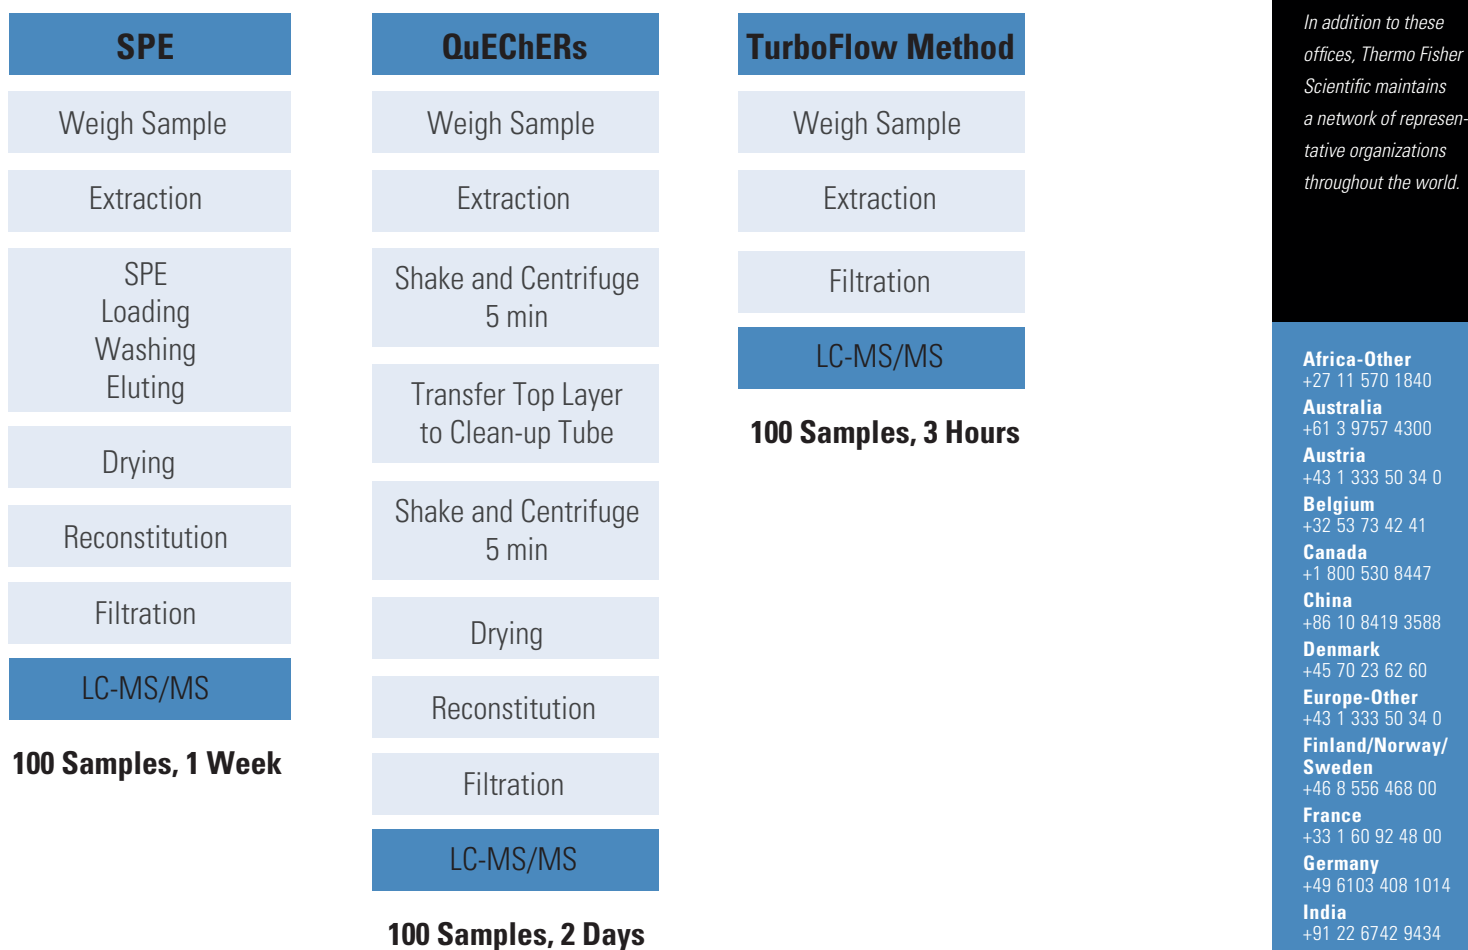 SPE
Weigh Sample
Extraction
SPE
Loading
Washing
Eluting
Drying
Reconstitution
Filtration
LC-MS/MS
100 Samples, 1 Week
QuEChERs
Weigh Sample
Extraction
Shake and Centrifuge
5 min
Transfer Top Layer
to Clean-up Tube
Shake and Centrifuge
5 min
Drying
Reconstitution
Filtration
LC-MS/MS
100 Samples, 2 Days
TurboFlow Method
Weigh Sample
Extraction
Filtration
LC-MS/MS
100 Samples, 3 Hours
In addition to these
offices, Thermo Fisher
Scientific maintains
a network of represen-
tative organizations
throughout the world.
Africa-Other
+27 11 570 1840
Australia
+61 3 9757 4300
Austria
+43 1 333 50 34 0
Belgium
+32 53 73 42 41
Canada
+1 800 530 8447
China
+86 10 8419 3588
Denmark
+45 70 23 62 60
Europe-Other
+43 1 333 50 34 0
Finland/Norway/
Sweden
+46 8 556 468 00
France
+33 1 60 92 48 00
Germany
+49 6103 408 1014
India
+91 22 6742 9434